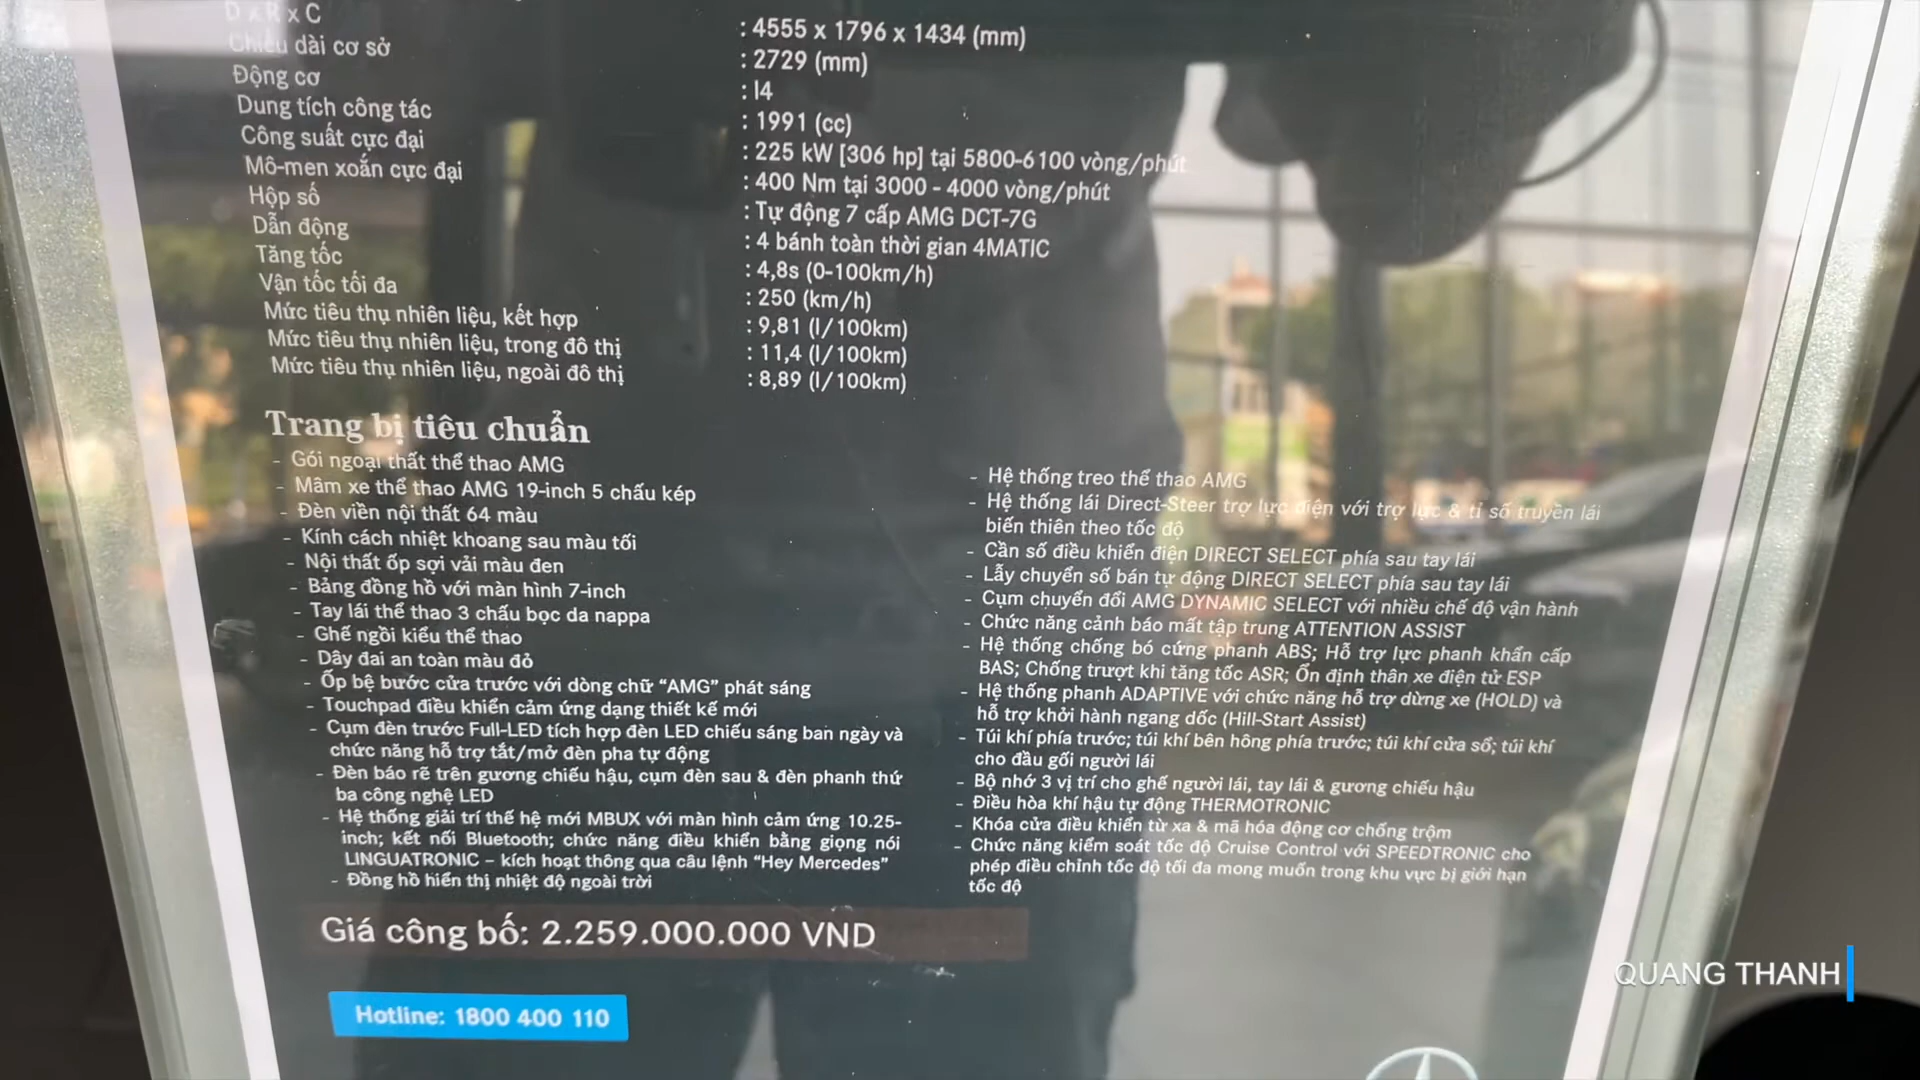 D x R x C : 4555 x 1796 x 1434 (mm)
Chiều dài cơ sở : 2729 (mm)
Động cơ : I4
Dung tích công tác : 1991 (cc)
Công suất cực đại : 225 kW [306 hp] tại 5800-6100 vòng/phút
Mô-men xoắn cực đại : 400 Nm tại 3000 - 4000 vòng/phút
Hộp số : Tự động 7 cấp AMG DCT-7G
Dẫn động : 4 bánh toàn thời gian 4MATIC
Tăng tốc : 4,8s (0-100km/h)
Vận tốc tối đa : 250 (km/h)
Mức tiêu thụ nhiên liệu, kết hợp : 9,81 (l/100km)
Mức tiêu thụ nhiên liệu, trong đô thị : 11,4 (l/100km)
Mức tiêu thụ nhiên liệu, ngoài đô thị : 8,89 (l/100km)
Trang bị tiêu chuẩn
- Gói ngoại thất thể thao AMG
- Mâm xe thể thao AMG 19-inch 5 chấu kép
- Đèn viền nội thất 64 màu
- Kính cách nhiệt khoang sau màu tối
- Nội thất ốp sợi vải màu đen
- Bảng đồng hồ với màn hình 7-inch
- Tay lái thể thao 3 chấu bọc da nappa
- Ghế ngồi kiểu thể thao
- Dây đai an toàn màu đỏ
- Ốp bệ bước cửa trước với dòng chữ “AMG” phát sáng
- Touchpad điều khiển cảm ứng dạng thiết kế mới
- Cụm đèn trước Full-LED tích hợp đèn LED chiếu sáng ban ngày và
chức năng hỗ trợ tắt/mở đèn pha tự động
- Đèn báo rẽ trên gương chiếu hậu, cụm đèn sau & đèn phanh thứ
ba công nghệ LED
- Hệ thống giải trí thế hệ mới MBUX với màn hình cảm ứng 10.25-
inch; kết nối Bluetooth; chức năng điều khiển bằng giọng nói
LINGUATRONIC – kích hoạt thông qua câu lệnh “Hey Mercedes”
- Đồng hồ hiển thị nhiệt độ ngoài trời
- Hệ thống treo thể thao AMG
- Hệ thống lái Direct-Steer trợ lực điện với trợ lực & tỉ số truyền lái
biến thiên theo tốc độ
- Cần số điều khiển điện DIRECT SELECT phía sau tay lái
- Lẫy chuyển số bán tự động DIRECT SELECT phía sau tay lái
- Cụm chuyển đổi AMG DYNAMIC SELECT với nhiều chế độ vận hành
- Chức năng cảnh báo mất tập trung ATTENTION ASSIST
- Hệ thống chống bó cứng phanh ABS; Hỗ trợ lực phanh khẩn cấp
BAS; Chống trượt khi tăng tốc ASR; Ổn định thân xe điện tử ESP
- Hệ thống phanh ADAPTIVE với chức năng hỗ trợ dừng xe (HOLD) và
hỗ trợ khởi hành ngang dốc (Hill-Start Assist)
- Túi khí phía trước; túi khí bên hông phía trước; túi khí cửa sổ; túi khí
cho đầu gối người lái
- Bộ nhớ 3 vị trí cho ghế người lái, tay lái & gương chiếu hậu
- Điều hòa khí hậu tự động THERMOTRONIC
- Khóa cửa điều khiển từ xa & mã hóa động cơ chống trộm
- Chức năng kiểm soát tốc độ Cruise Control với SPEEDTRONIC cho
phép điều chỉnh tốc độ tối đa mong muốn trong khu vực bị giới hạn
tốc độ
Giá công bố: 2.259.000.000 VND
QUANG THANH
Hotline: 1800 400 110